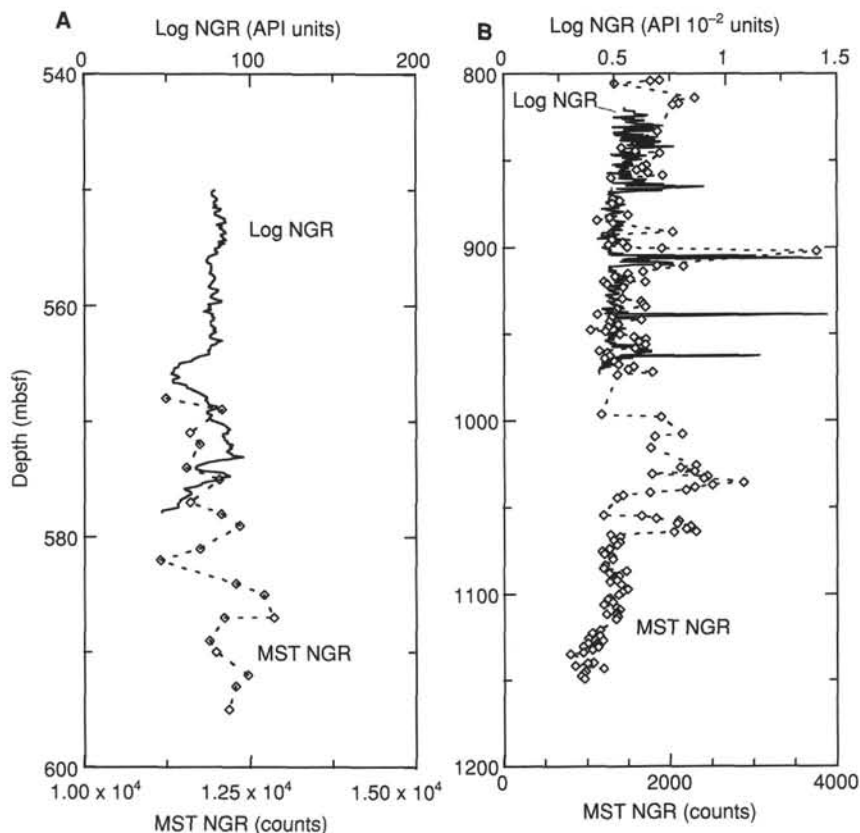 A
Log NGR (API units)
0 100 200
540
560
580
600
Depth (mbsf)
Log NGR
MST NGR
1.00 x 10⁴ 1.25 x 10⁴ 1.50 x 10⁴
MST NGR (counts)
B
Log NGR (API 10⁻² units)
0 0.5 1 1.5
800
900
1000
1100
1200
Log NGR
MST NGR
0 2000 4000
MST NGR (counts)